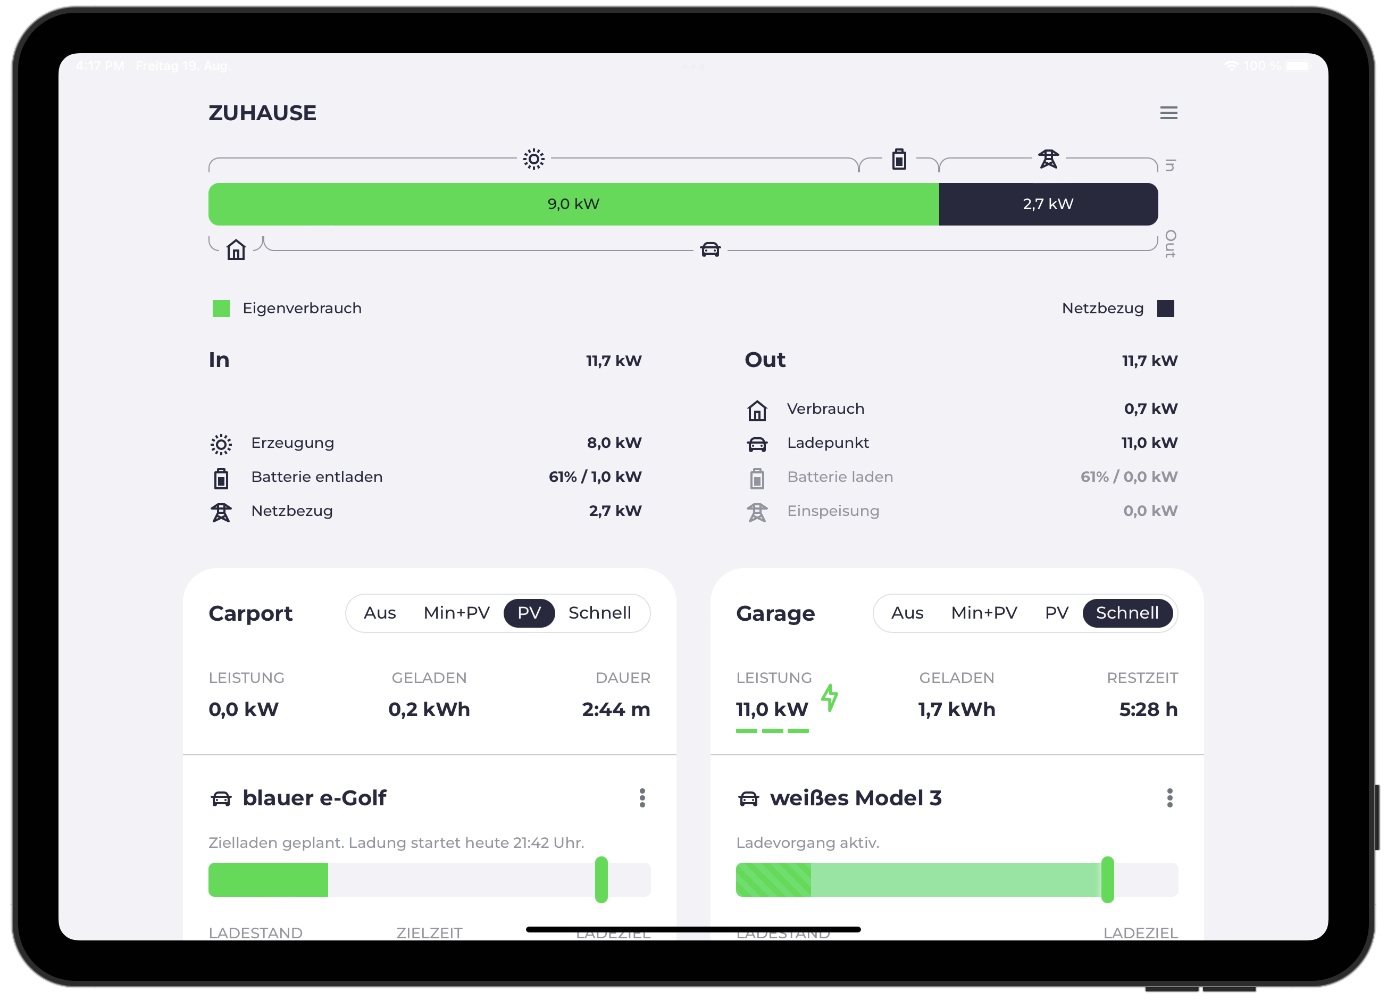 4:17 PM Freitag 19. Aug. 100 %
ZUHAUSE
In
9,0 kW 2,7 kW
Out
Eigenverbrauch Netzbezug
In 11,7 kW
Erzeugung 8,0 kW
Batterie entladen 61% / 1,0 kW
Netzbezug 2,7 kW
Out 11,7 kW
Verbrauch 0,7 kW
Ladepunkt 11,0 kW
Batterie laden 61% / 0,0 kW
Einspeisung 0,0 kW
Carport Aus Min+PV PV Schnell
LEISTUNG GELADEN DAUER
0,0 kW 0,2 kWh 2:44 m
blauer e-Golf
Zielladen geplant. Ladung startet heute 21:42 Uhr.
LADESTAND ZIELZEIT LADEZIEL
Garage Aus Min+PV PV Schnell
LEISTUNG GELADEN RESTZEIT
11,0 kW 1,7 kWh 5:28 h
weißes Model 3
Ladevorgang aktiv.
LADESTAND LADEZIEL